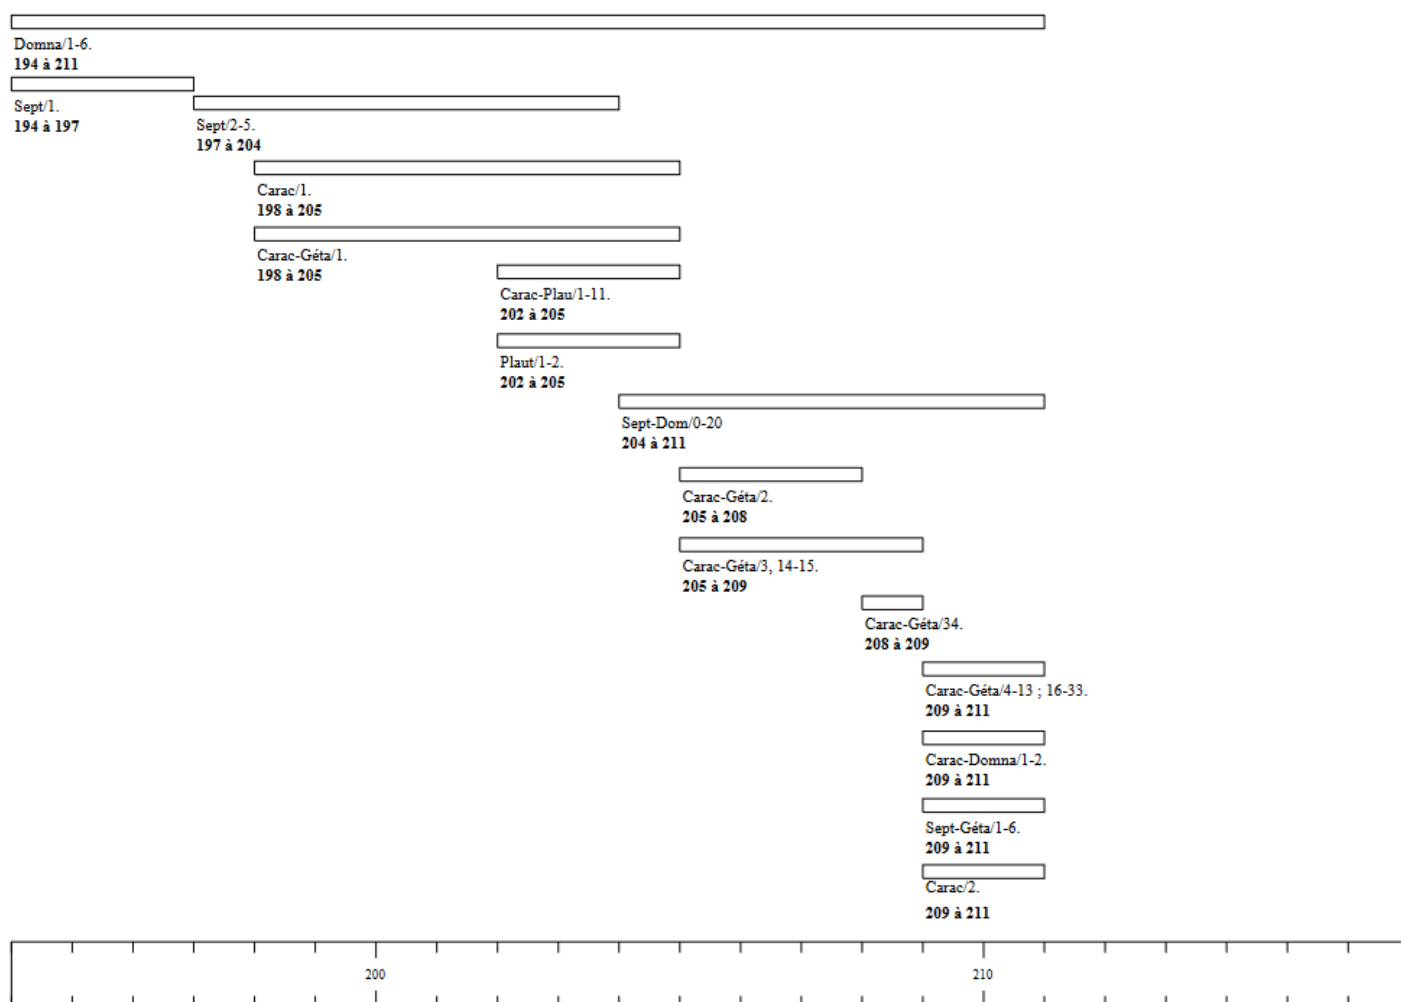 Domna/1-6.
194 à 211
Sept/1.
194 à 197
Sept/2-5.
197 à 204
Carac/1.
198 à 205
Carac-Géta/1.
198 à 205
Carac-Plau/1-11.
202 à 205
Plaut/1-2.
202 à 205
Sept-Dom/0-20
204 à 211
Carac-Géta/2.
205 à 208
Carac-Géta/3, 14-15.
205 à 209
Carac-Géta/34.
208 à 209
Carac-Géta/4-13 ; 16-33.
209 à 211
Carac-Domna/1-2.
209 à 211
Sept-Géta/1-6.
209 à 211
Carac/2.
209 à 211
200
210